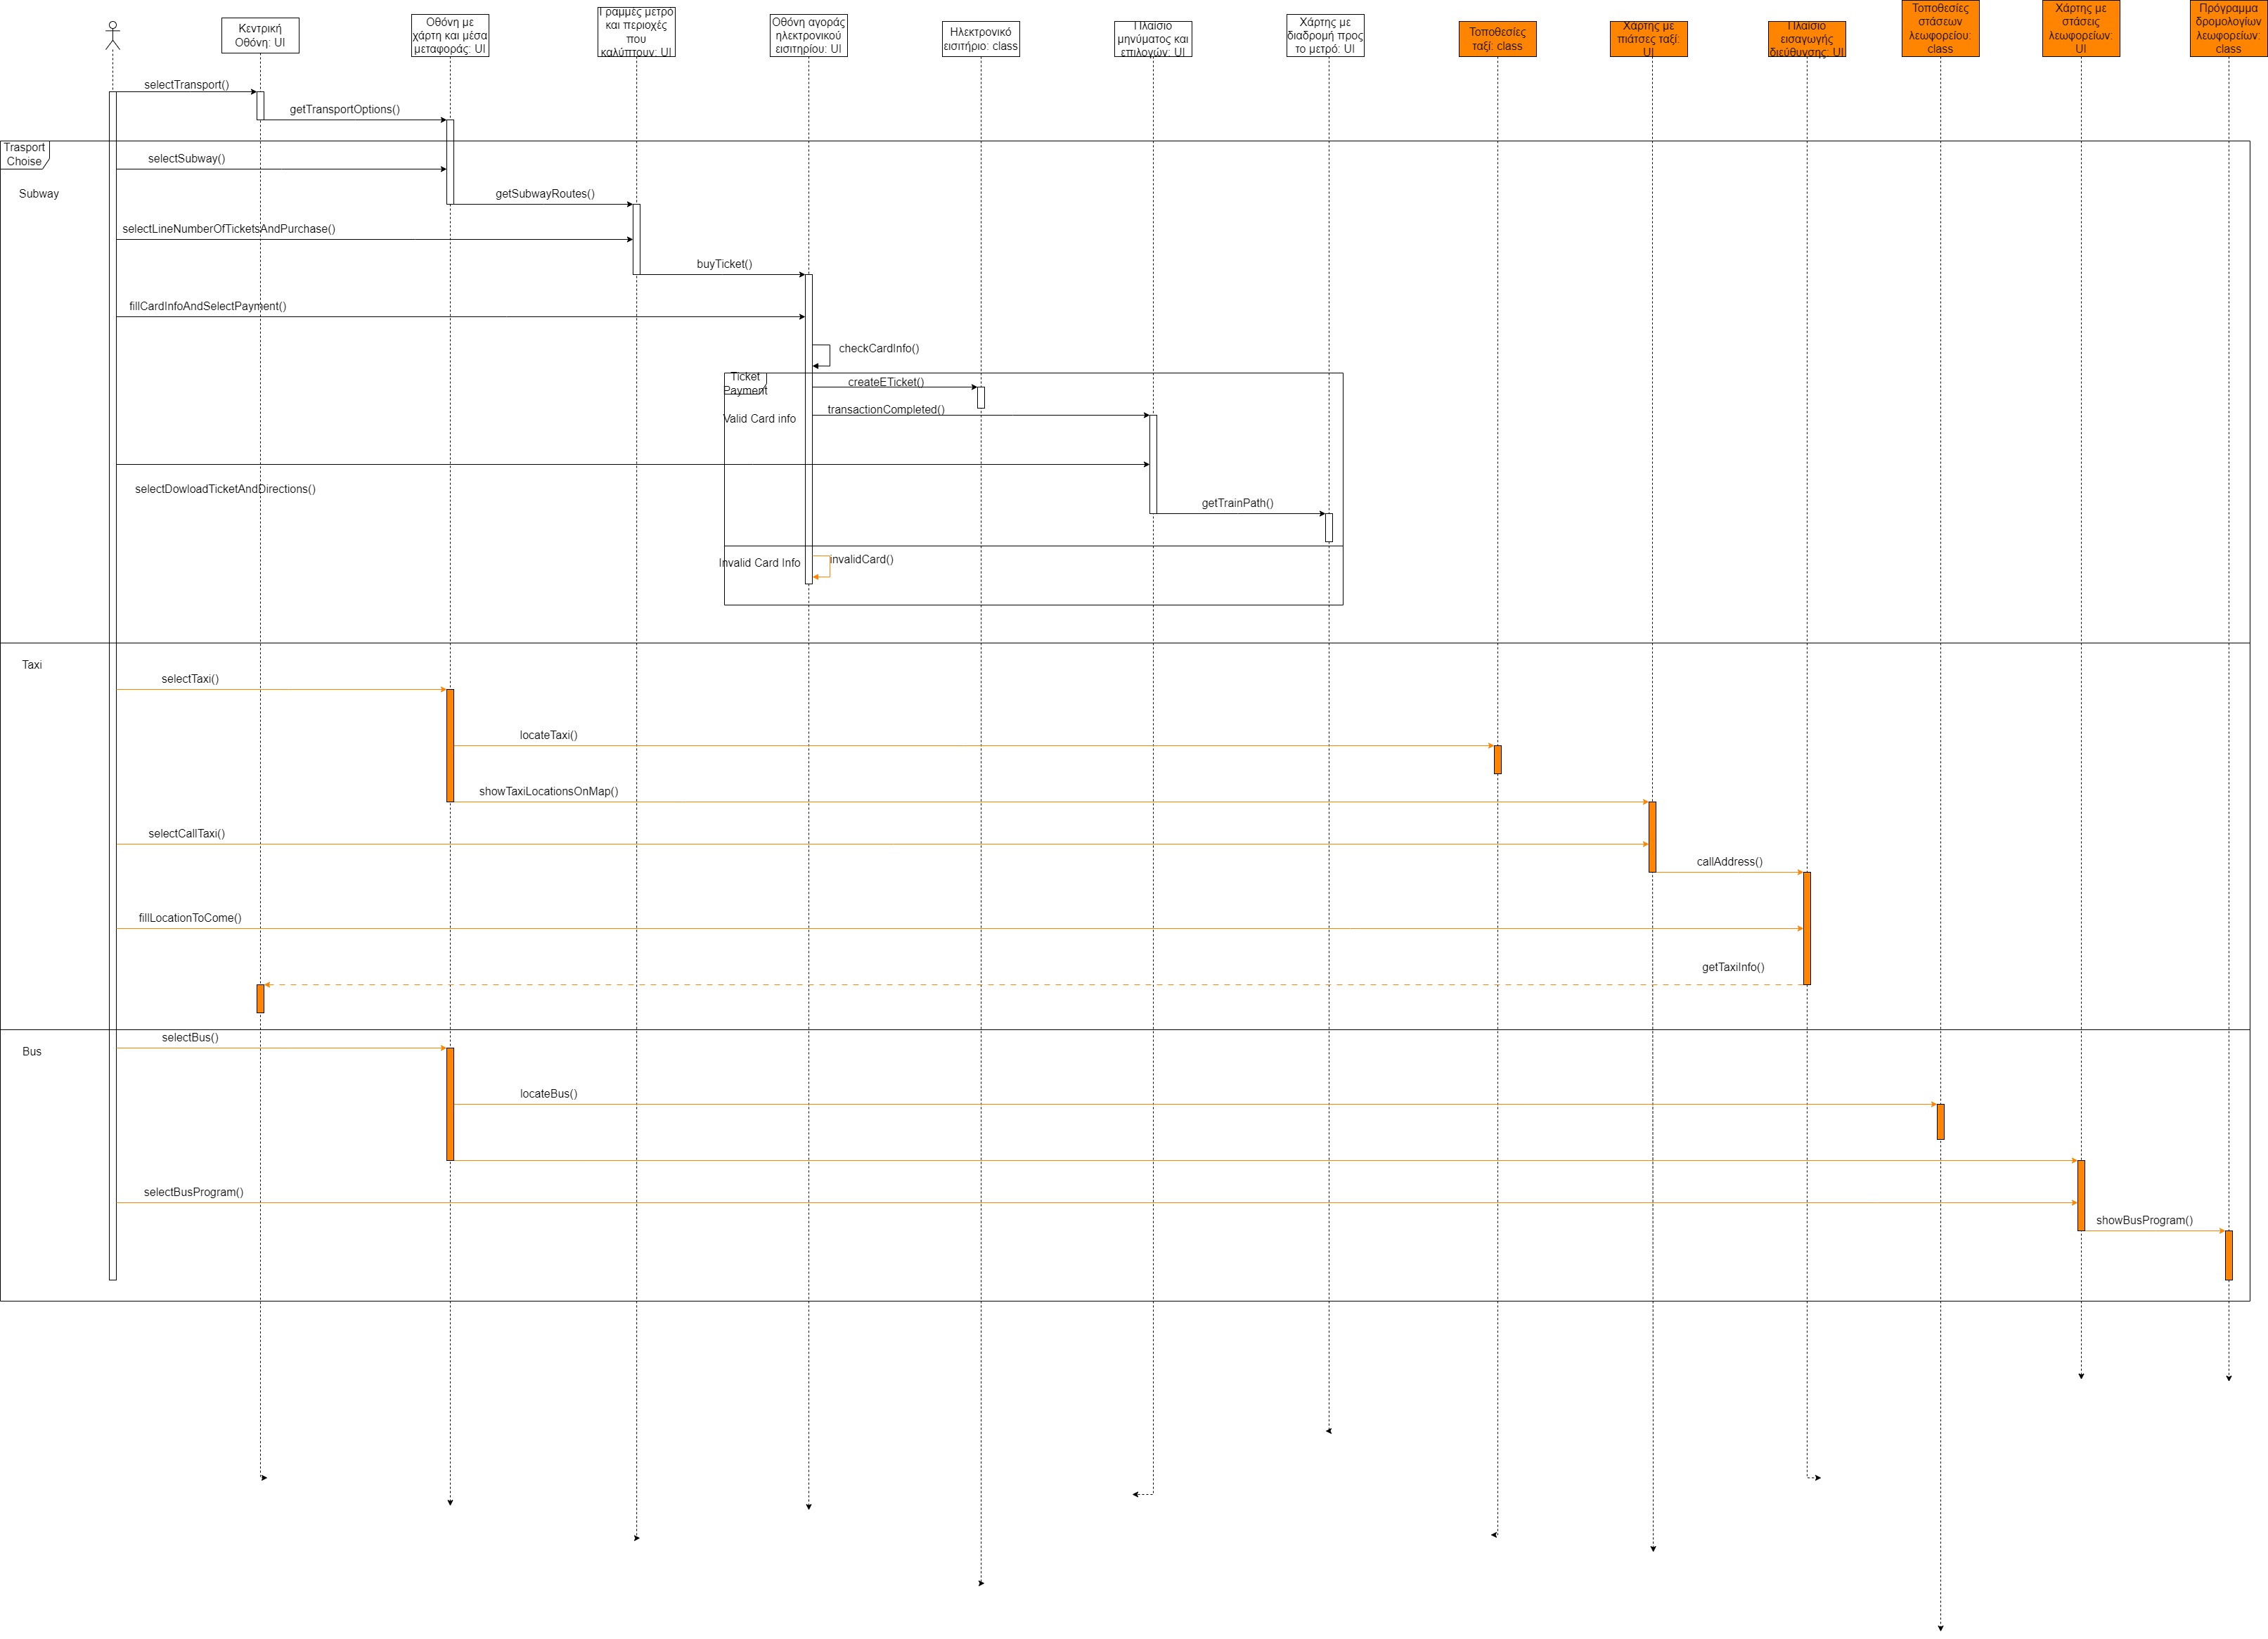 Κεντρική
Οθόνη: UI
Οθόνη με
χάρτη και μέσα
μεταφοράς: UI
Γραμμές μετρό
και περιοχές
που
καλύπτουν: UI
Οθόνη αγοράς
ηλεκτρονικού
εισιτηρίου: UI
Ηλεκτρονικό
εισιτήριο: class
Πλαίσιο
μηνύματος και
επιλογών: UI
Χάρτης με
διαδρομή προς
το μετρό: UI
Τοποθεσίες
ταξί: class
Χάρτης με
πιάτσες ταξί:
UI
Πλαίσιο
εισαγωγής
διεύθυνσης: UI
Τοποθεσίες
στάσεων
λεωφορείου:
class
Χάρτης με
στάσεις
λεωφορείων:
UI
Πρόγραμμα
δρομολογίων
λεωφορείων:
class
selectTransport()
getTransportOptions()
Trasport
Choise
selectSubway()
Subway
getSubwayRoutes()
selectLineNumberOfTicketsAndPurchase()
buyTicket()
fillCardInfoAndSelectPayment()
checkCardInfo()
Ticket
Payment
createETicket()
transactionCompleted()
Valid Card info
selectDowloadTicketAndDirections()
getTrainPath()
Invalid Card Info
invalidCard()
Taxi
selectTaxi()
locateTaxi()
showTaxiLocationsOnMap()
selectCallTaxi()
callAddress()
fillLocationToCome()
getTaxiInfo()
selectBus()
Bus
locateBus()
selectBusProgram()
showBusProgram()